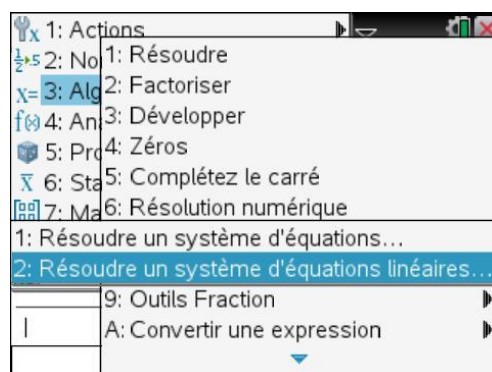 1: Actions
2: No
3: Alg
4: Ana
5: Pro
6: Sta
7: Ma
1: Résoudre
2: Factoriser
3: Développer
4: Zéros
5: Complétez le carré
6: Résolution numérique
1: Résoudre un système d'équations...
2: Résoudre un système d'équations linéaires...
9: Outils Fraction
A: Convertir une expression